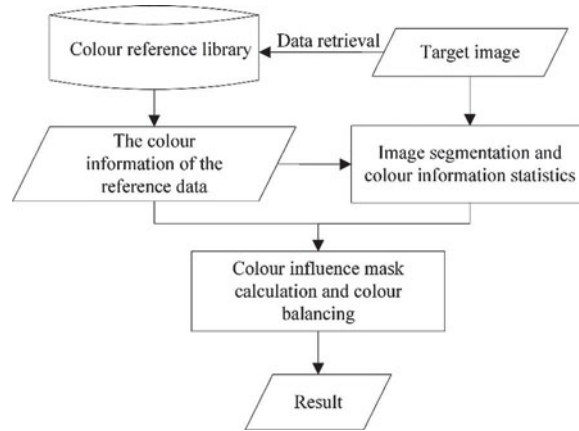 Colour reference library
Data retrieval
Target image
The colour
information of the
reference data
Image segmentation and
colour information statistics
Colour influence mask
calculation and colour
balancing
Result